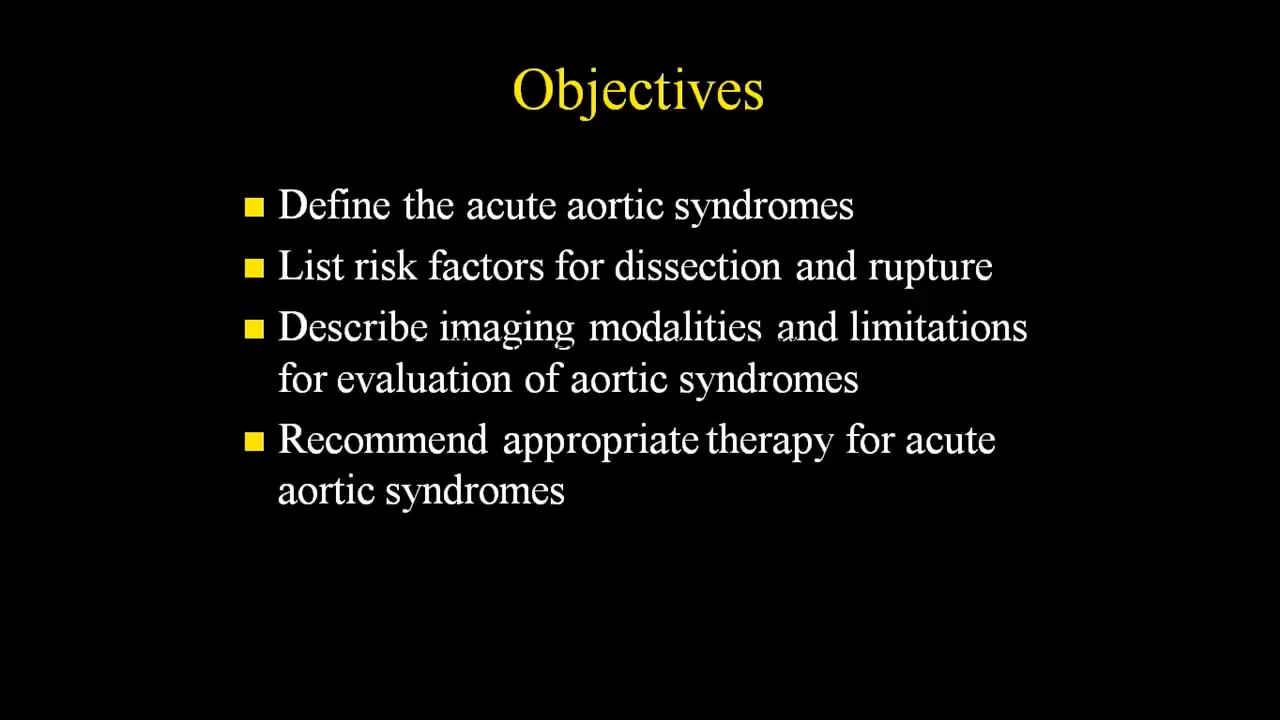 Objectives
Define the acute aortic syndromes
List risk factors for dissection and rupture
Describe imaging modalities and limitations
for evaluation of aortic syndromes
Recommend appropriate therapy for acute
aortic syndromes